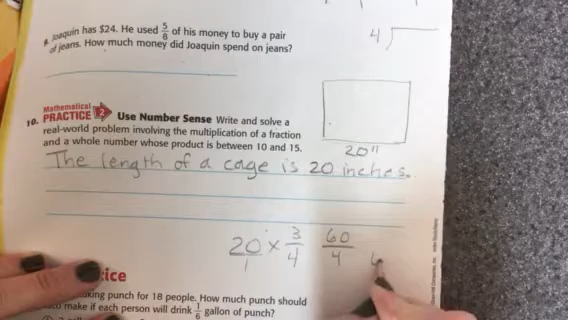 9. Joaquin has $24. He used 5/8 of his money to buy a pair
of jeans. How much money did Joaquin spend on jeans?
4
Mathematical
10. PRACTICE 2 Use Number Sense Write and solve a
real-world problem involving the multiplication of a fraction
and a whole number whose product is between 10 and 15.
20"
The length of a cage is 20 inches.
20/1 × 3/4 60/4
punch for 18 people. How much punch should
make if each person will drink 1/6 gallon of punch?